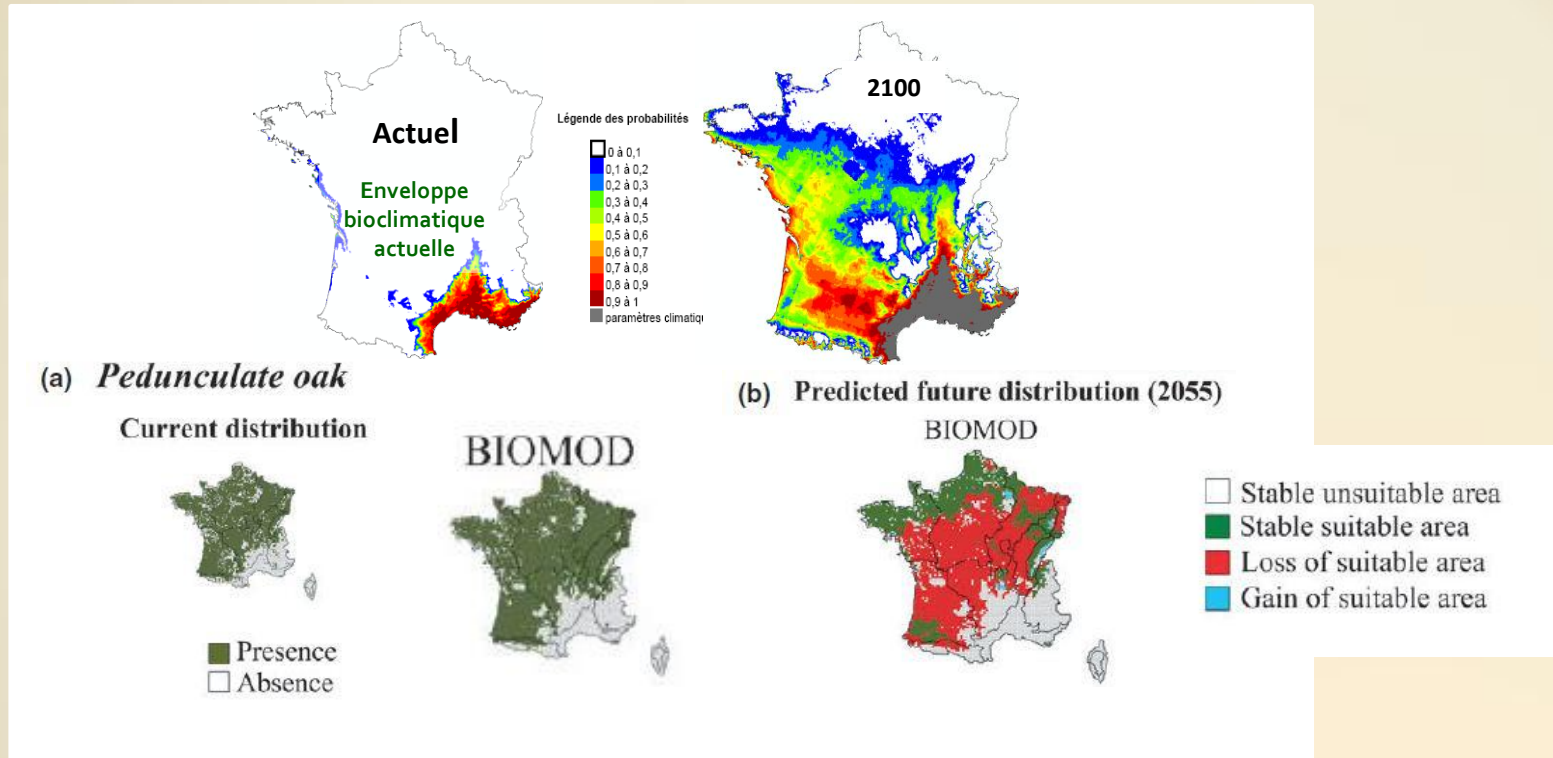 Actuel
Enveloppe
bioclimatique
actuelle
Légende des probabilités
0 à 0,1
0,1 à 0,2
0,2 à 0,3
0,3 à 0,4
0,4 à 0,5
0,5 à 0,6
0,6 à 0,7
0,7 à 0,8
0,8 à 0,9
0,9 à 1
paramètres climatiqu
2100
(a) Pedunculate oak
Current distribution
BIOMOD
Presence
Absence
(b) Predicted future distribution (2055)
BIOMOD
Stable unsuitable area
Stable suitable area
Loss of suitable area
Gain of suitable area